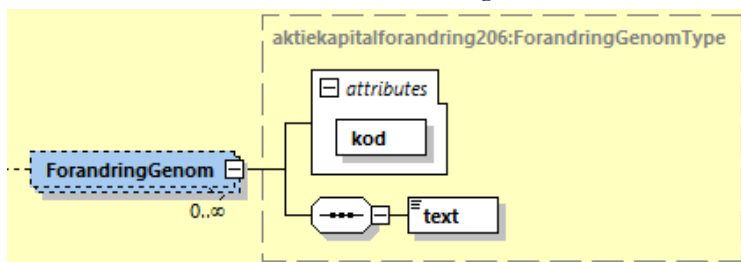 aktiekapitalforandring206:ForandringGenomType
attributes
kod
ForandringGenom
0..∞
text